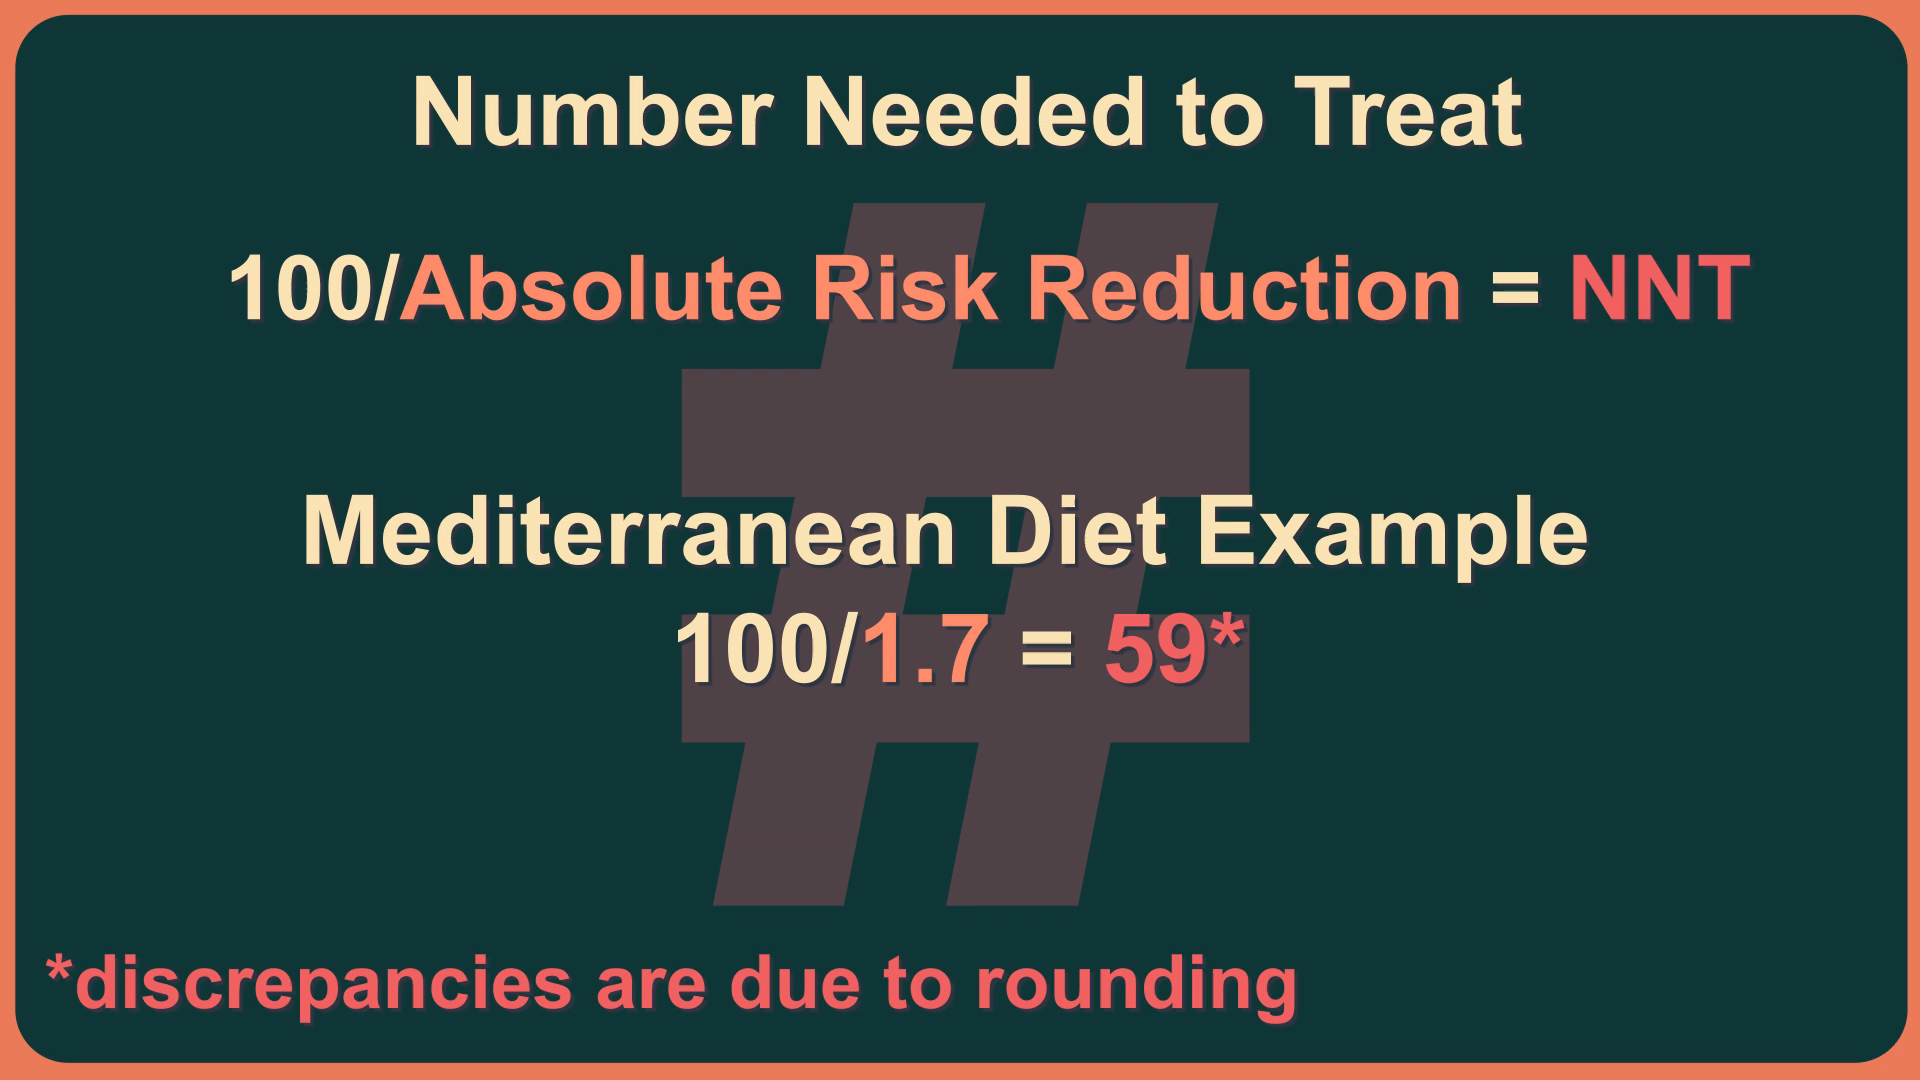 Number Needed to Treat
100/Absolute Risk Reduction = NNT
#
Mediterranean Diet Example
100/1.7 = 59*
*discrepancies are due to rounding